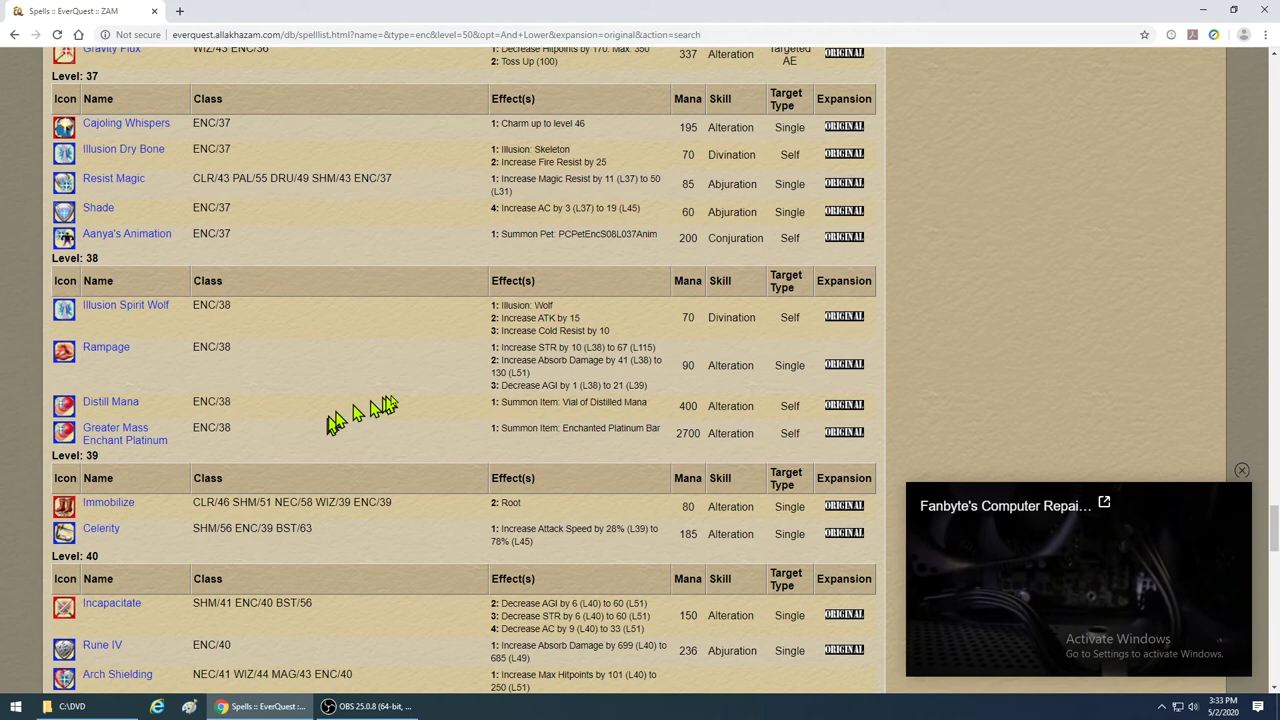 Spells :: EverQuest :: ZAM
everquest.allakhazam.com/db/spelllist.html?name=&type=enc&level=50&opt=And+Lower&expansion=original&action=search
Gravity Flux WIZ/43 ENC/36 1: Decrease Hitpoints by 170. Max: 350 337 Alteration Targeted ORIGINAL
2: Toss Up (100) AE
Level: 37
Icon Name Class Effect(s) Mana Skill Target Type Expansion
Cajoling Whispers ENC/37 1: Charm up to level 46 195 Alteration Single ORIGINAL
Illusion Dry Bone ENC/37 1: Illusion: Skeleton 70 Divination Self ORIGINAL
2: Increase Fire Resist by 25
Resist Magic CLR/43 PAL/55 DRU/49 SHM/43 ENC/37 1: Increase Magic Resist by 11 (L37) to 50 85 Abjuration Single ORIGINAL
(L31)
Shade ENC/37 4: Increase AC by 3 (L37) to 19 (L45) 60 Abjuration Single ORIGINAL
Aanya's Animation ENC/37 1: Summon Pet: PCPetEncS08L037Anim 200 Conjuration Self ORIGINAL
Level: 38
Icon Name Class Effect(s) Mana Skill Target Type Expansion
Illusion Spirit Wolf ENC/38 1: Illusion: Wolf 70 Divination Self ORIGINAL
2: Increase ATK by 15
3: Increase Cold Resist by 10
Rampage ENC/38 1: Increase STR by 10 (L38) to 67 (L115) 90 Alteration Single ORIGINAL
2: Increase Absorb Damage by 41 (L38) to
130 (L51)
3: Decrease AGI by 1 (L38) to 21 (L39)
Distill Mana ENC/38 1: Summon Item: Vial of Distilled Mana 400 Alteration Self ORIGINAL
Greater Mass ENC/38 1: Summon Item: Enchanted Platinum Bar 2700 Alteration Self ORIGINAL
Enchant Platinum
Level: 39
Icon Name Class Effect(s) Mana Skill Target Type Expansion
Immobilize CLR/46 SHM/51 NEC/58 WIZ/39 ENC/39 2: Root 80 Alteration Single ORIGINAL
Celerity SHM/56 ENC/39 BST/63 1: Increase Attack Speed by 28% (L39) to 185 Alteration Single ORIGINAL
78% (L45)
Level: 40
Icon Name Class Effect(s) Mana Skill Target Type Expansion
Incapacitate SHM/41 ENC/40 BST/56 2: Decrease AGI by 6 (L40) to 60 (L51) 150 Alteration Single ORIGINAL
3: Decrease STR by 6 (L40) to 60 (L51)
4: Decrease AC by 9 (L40) to 33 (L51)
Rune IV ENC/40 1: Increase Absorb Damage by 699 (L40) to 236 Abjuration Single ORIGINAL
685 (L49)
Arch Shielding NEC/41 WIZ/44 MAG/43 ENC/40 1: Increase Max Hitpoints by 101 (L40) to
250 (L51)
Fanbyte's Computer Repai...
Activate Windows
Go to Settings to activate Windows.
C:\DVD
Spells :: EverQuest :...
OBS 25.0.8 (64-bit, ...
3:33 PM
5/2/2020